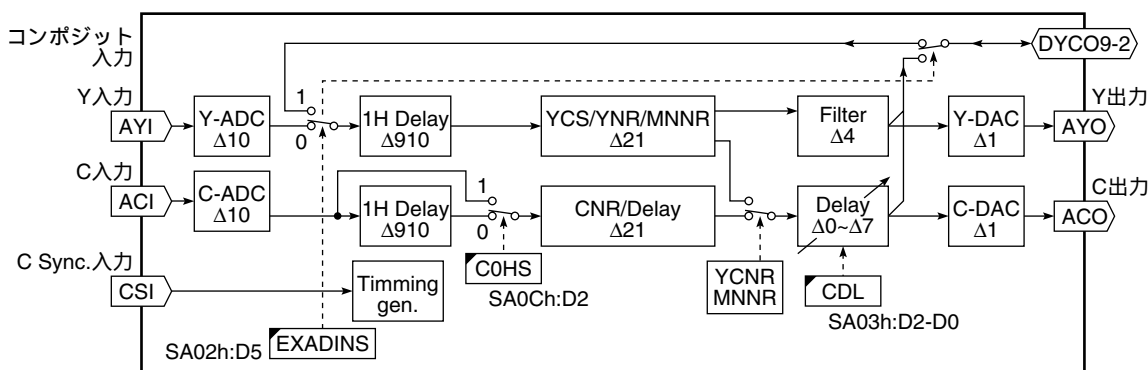 コンポジット
入力
DYCO9-2
Y入力
Y出力
1
AYI
Y-ADC
Δ10
0
1H Delay
Δ910
YCS/YNR/MNNR
Δ21
Filter
Δ4
Y-DAC
Δ1
AYO
C入力
C出力
ACI
C-ADC
Δ10
1H Delay
Δ910
1
0
CNR/Delay
Δ21
Delay
Δ0~Δ7
C-DAC
Δ1
ACO
C Sync.入力
CSI
Timming
gen.
C0HS
SA0Ch:D2
YCNR
MNNR
CDL
SA03h:D2-D0
SA02h:D5
EXADINS